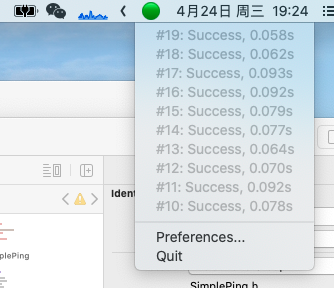 4月24日 周三 19:24
#19: Success, 0.058s
#18: Success, 0.062s
#17: Success, 0.093s
#16: Success, 0.092s
#15: Success, 0.079s
#14: Success, 0.077s
#13: Success, 0.064s
#12: Success, 0.070s
#11: Success, 0.092s
#10: Success, 0.078s
Preferences...
Quit
Ident
mplePing
SimplePing.h